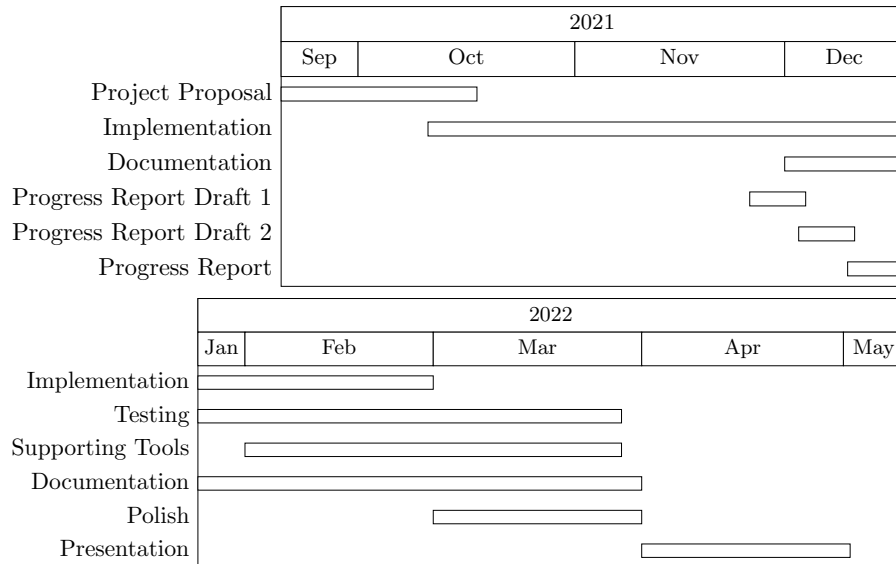 2021
Sep Oct Nov Dec
Project Proposal
Implementation
Documentation
Progress Report Draft 1
Progress Report Draft 2
Progress Report
2022
Jan Feb Mar Apr May
Implementation
Testing
Supporting Tools
Documentation
Polish
Presentation